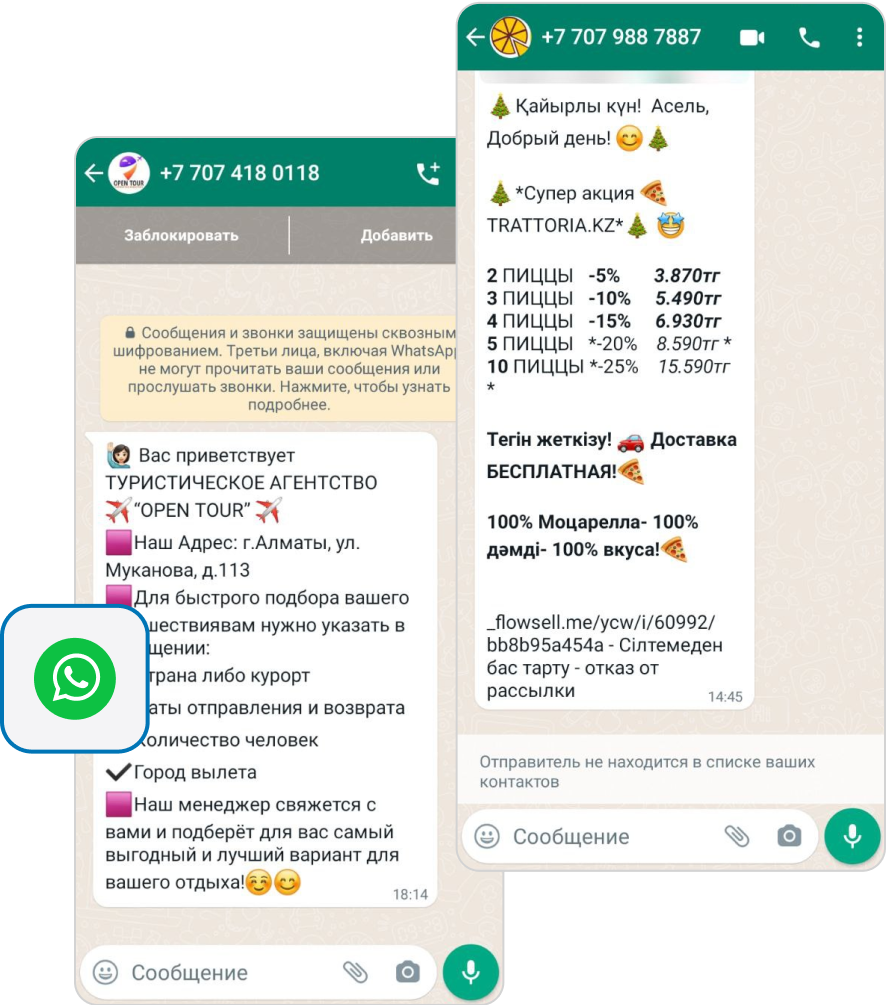 +7 707 418 0118
OPEN TOUR
Заблокировать
Добавить
Сообщения и звонки защищены сквозным
шифрованием. Третьи лица, включая WhatsApp
не могут прочитать ваши сообщения или
прослушать звонки. Нажмите, чтобы узнать
подробнее.
🙋🏻‍♀️ Вас приветствует
ТУРИСТИЧЕСКОЕ АГЕНТСТВО
✈️“OPEN TOUR” ✈️
🟪Наш Адрес: г.Алматы, ул.
Муканова, д.113
🟪Для быстрого подбора вашего
шествиявам нужно указать в
щении:
трана либо курорт
аты отправления и возврата
количество человек
✔️Город вылета
🟪Наш менеджер свяжется с
вами и подберёт для вас самый
выгодный и лучший вариант для
вашего отдыха!☺️😊
18:14
Сообщение
+7 707 988 7887
🎄 Қайырлы күн! Асель,
Добрый день! 😊🎄
🎄 *Супер акция 🍕
TRATTORIA.KZ*🎄 🤩
2 ПИЦЦЫ -5% 3.870тг
3 ПИЦЦЫ -10% 5.490тг
4 ПИЦЦЫ -15% 6.930тг
5 ПИЦЦЫ *-20% 8.590тг *
10 ПИЦЦЫ *-25% 15.590тг
*
Тегін жеткізу! 🚗 Доставка
БЕСПЛАТНАЯ!🍕
100% Моцарелла- 100%
дәмді- 100% вкуса!🍕
_flowsell.me/ycw/i/60992/
bb8b95a454a - Сілтемеден
бас тарту - отказ от
рассылки
14:45
Отправитель не находится в списке ваших
контактов
Сообщение